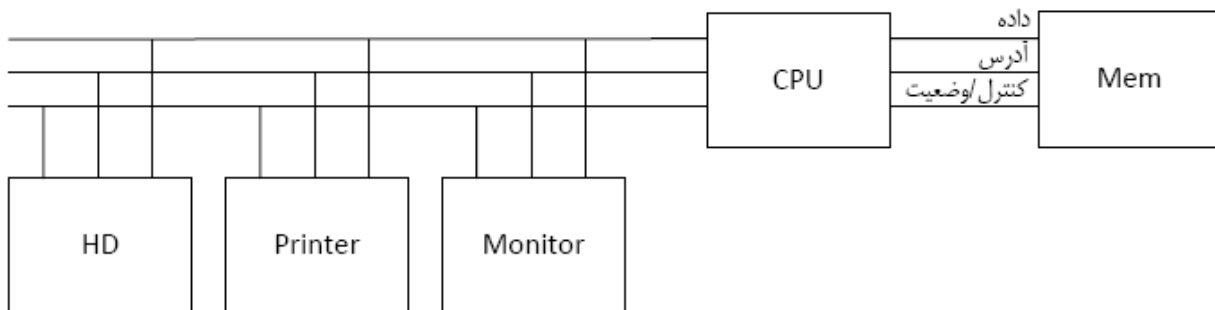 داده
آدرس
کنترل/وضعیت
CPU
Mem
HD
Printer
Monitor